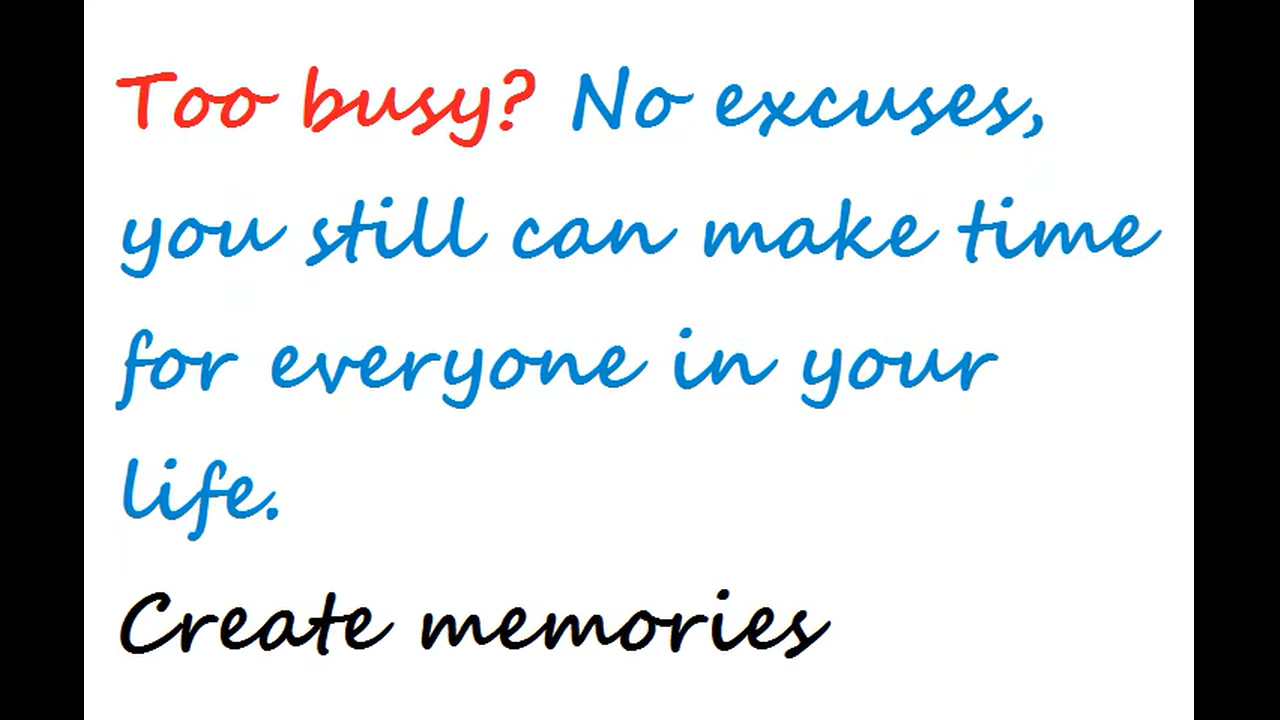 Too busy? No excuses,
you still can make time
for everyone in your
life.
Create memories